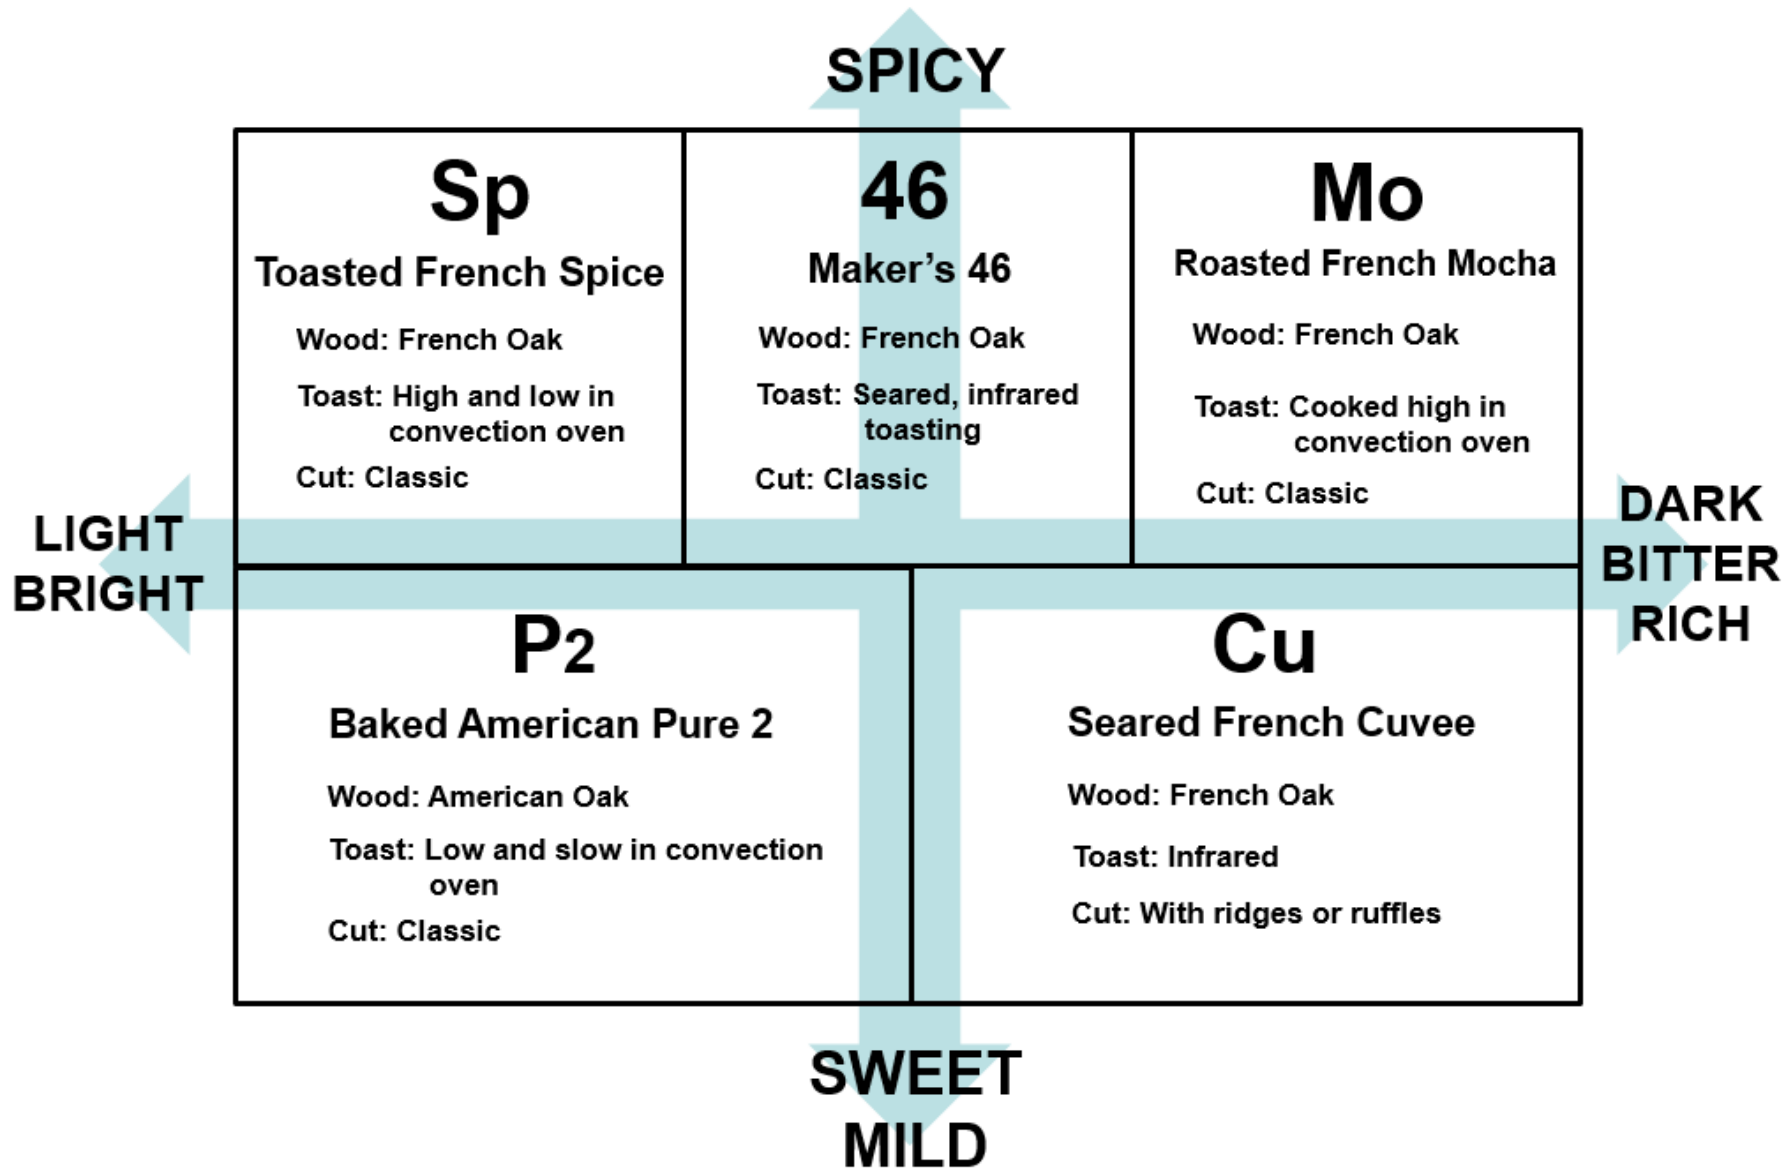 SPICY
Sp
Toasted French Spice
Wood: French Oak
Toast: High and low in
convection oven
Cut: Classic
46
Maker's 46
Wood: French Oak
Toast: Seared, infrared
toasting
Cut: Classic
Mo
Roasted French Mocha
Wood: French Oak
Toast: Cooked high in
convection oven
Cut: Classic
LIGHT
BRIGHT
DARK
BITTER
RICH
P2
Baked American Pure 2
Wood: American Oak
Toast: Low and slow in convection
oven
Cut: Classic
Cu
Seared French Cuvee
Wood: French Oak
Toast: Infrared
Cut: With ridges or ruffles
SWEET
MILD